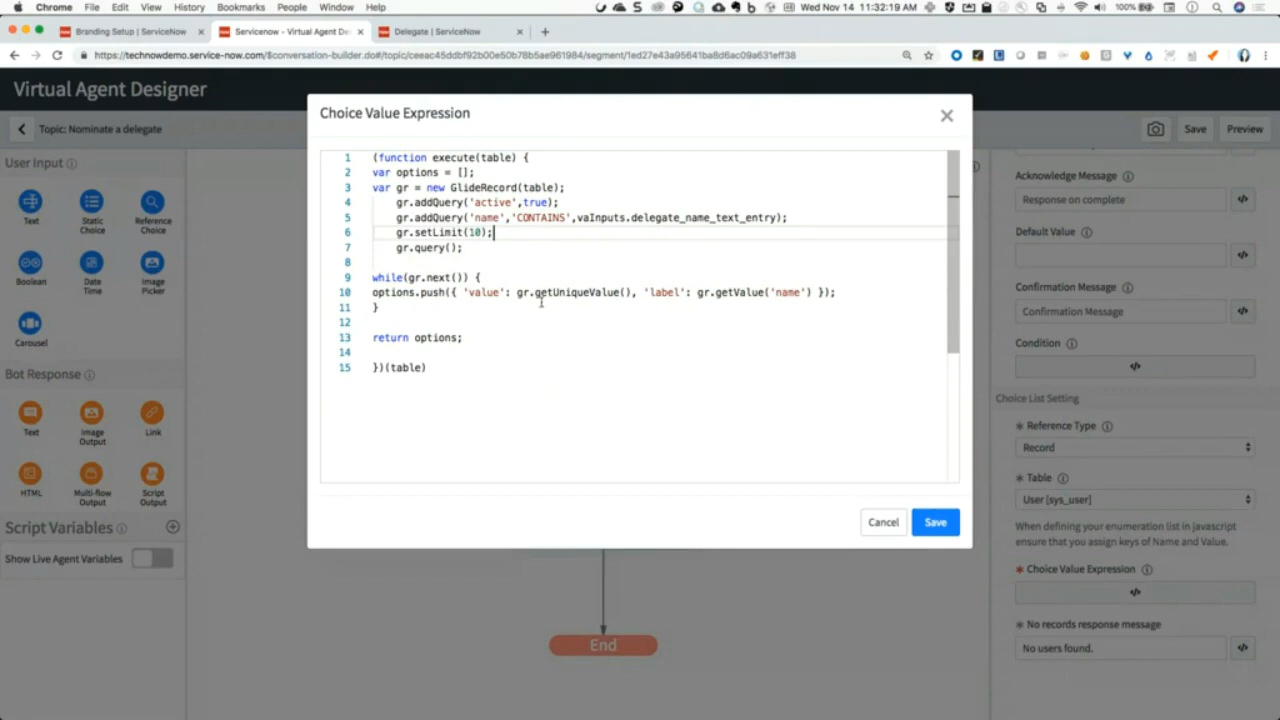 Chrome File Edit View History Bookmarks People Window Help 100% Wed Nov 14 11:32:19 AM
Branding Setup | ServiceNow
Servicenow - Virtual Agent De
Delegate | ServiceNow
https://technowdemo.service-now.com/$conversation-builder.do#/topic/ceeac45ddbf92b00e50b78b5ae961984/segment/1ed27e43a95641ba8d6ac09a631eff38
Virtual Agent Designer
Topic: Nominate a delegate
Save
Preview
User Input
Text
Static Choice
Reference Choice
Boolean
Date Time
Image Picker
Carousel
Bot Response
Text
Image Output
Link
HTML
Multi-flow Output
Script Output
Script Variables
Show Live Agent Variables
Choice Value Expression
1 (function execute(table) {
2 var options = [];
3 var gr = new GlideRecord(table);
4 gr.addQuery('active',true);
5 gr.addQuery('name','CONTAINS',vaInputs.delegate_name_text_entry);
6 gr.setLimit(10);
7 gr.query();
8
9 while(gr.next()) {
10 options.push({ 'value': gr.getUniqueValue(), 'label': gr.getValue('name') });
11 }
12
13 return options;
14
15 })(table)
Cancel
Save
End
Acknowledge Message
Response on complete
Default Value
Confirmation Message
Confirmation Message
Condition
Choice List Setting
* Reference Type
Record
* Table
User [sys_user]
When defining your enumeration list in javascript
ensure that you assign keys of Name and Value.
* Choice Value Expression
* No records response message
No users found.